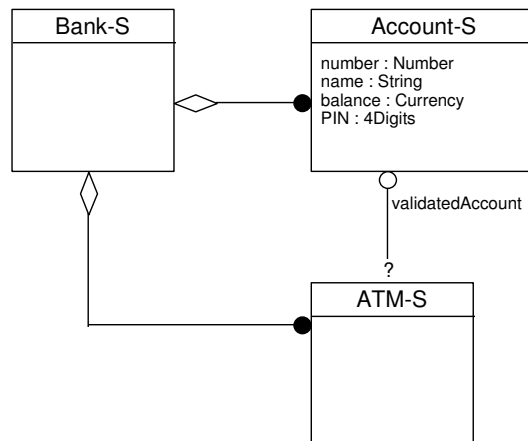 Bank-S
Account-S
number : Number
name : String
balance : Currency
PIN : 4Digits
validatedAccount
?
ATM-S